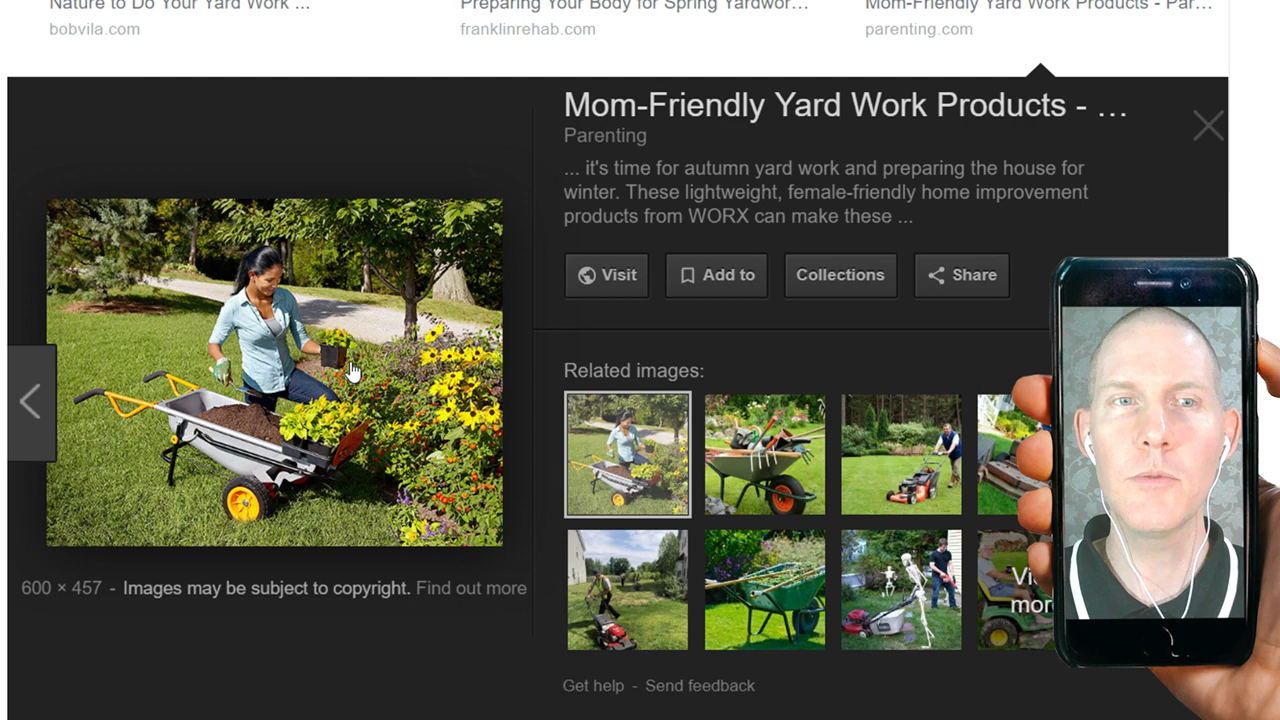 Nature to Do Your Yard Work ...
Preparing Your Body for Spring Yardwor...
Mom-Friendly Yard Work Products - Par...
bobvila.com
franklinrehab.com
parenting.com
Mom-Friendly Yard Work Products - ...
Parenting
... it's time for autumn yard work and preparing the house for
winter. These lightweight, female-friendly home improvement
products from WORX can make these ...
Visit
Add to
Collections
Share
Related images:
600 × 457 - Images may be subject to copyright. Find out more
Get help - Send feedback